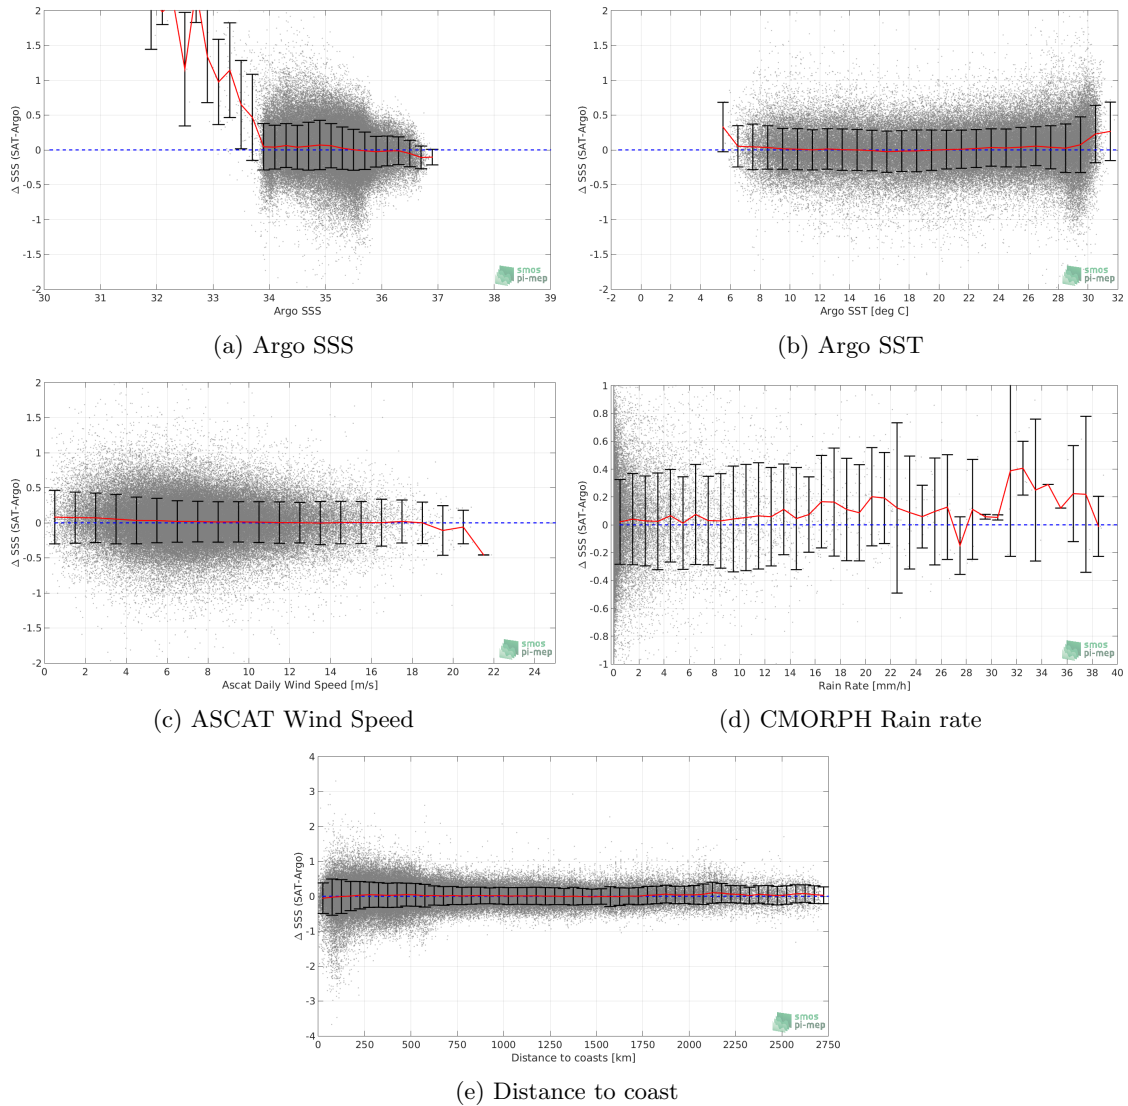 2
1.5
1
0.5
0
-0.5
-1
-1.5
-2
Δ SSS (SAT-Argo)
30 31 32 33 34 35 36 37 38 39
Argo SSS
smos
pi-mep
(a) Argo SSS
2
1.5
1
0.5
0
-0.5
-1
-1.5
-2
Δ SSS (SAT-Argo)
-2 0 2 4 6 8 10 12 14 16 18 20 22 24 26 28 30 32
Argo SST [deg C]
smos
pi-mep
(b) Argo SST
2
1.5
1
0.5
0
-0.5
-1
-1.5
-2
Δ SSS (SAT-Argo)
0 2 4 6 8 10 12 14 16 18 20 22 24
Ascat Daily Wind Speed [m/s]
smos
pi-mep
(c) ASCAT Wind Speed
1
0.8
0.6
0.4
0.2
0
-0.2
-0.4
-0.6
-0.8
-1
Δ SSS (SAT-Argo)
0 2 4 6 8 10 12 14 16 18 20 22 24 26 28 30 32 34 36 38 40
Rain Rate [mm/h]
smos
pi-mep
(d) CMORPH Rain rate
4
3
2
1
0
-1
-2
-3
-4
Δ SSS (SAT-Argo)
0 250 500 750 1000 1250 1500 1750 2000 2250 2500 2750
Distance to coasts [km]
smos
pi-mep
(e) Distance to coast